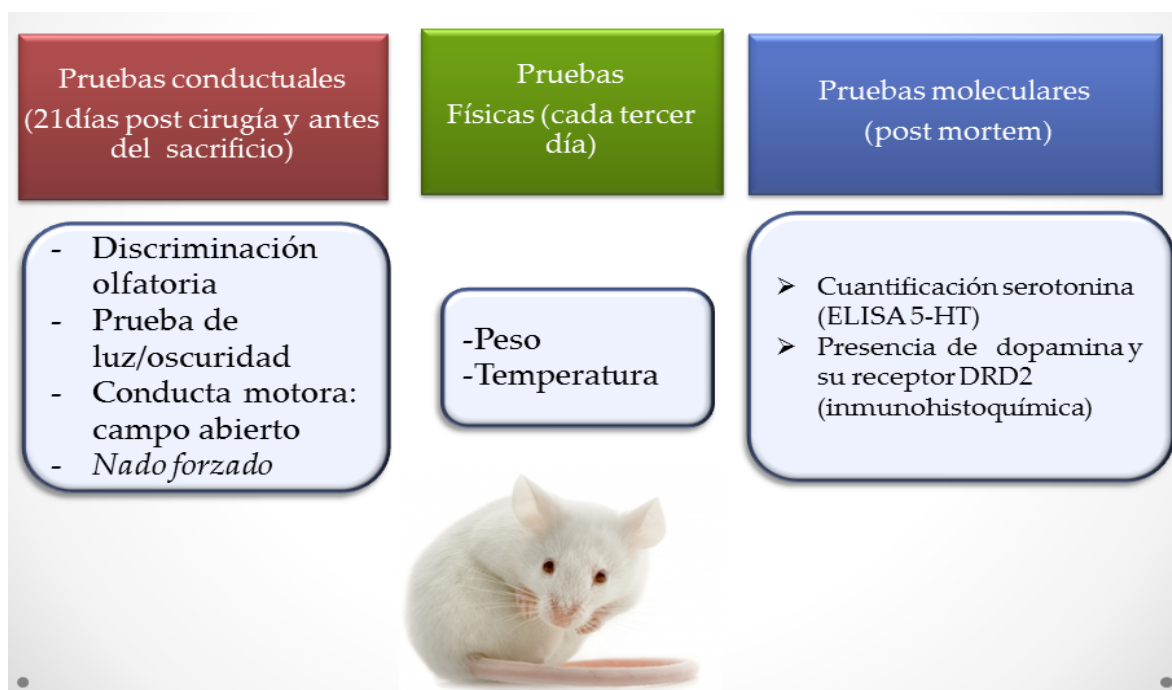 Pruebas conductuales
(21días post cirugía y antes
del sacrificio)
- Discriminación
olfatoria
- Prueba de
luz/oscuridad
- Conducta motora:
campo abierto
- Nado forzado
Pruebas
Físicas (cada tercer
día)
-Peso
-Temperatura
Pruebas moleculares
(post mortem)
➢ Cuantificación serotonina
(ELISA 5-HT)
➢ Presencia de dopamina y
su receptor DRD2
(inmunohistoquímica)